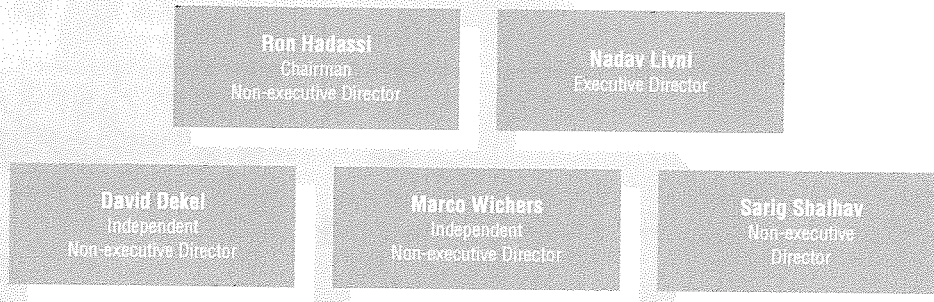 Ron Hadassi
Chairman
Non-executive Director
Nadav Livni
Executive Director
David Dekel
Independent
Non-executive Director
Marco Wichers
Independent
Non-executive Director
Sarig Shalhav
Non-executive
Director